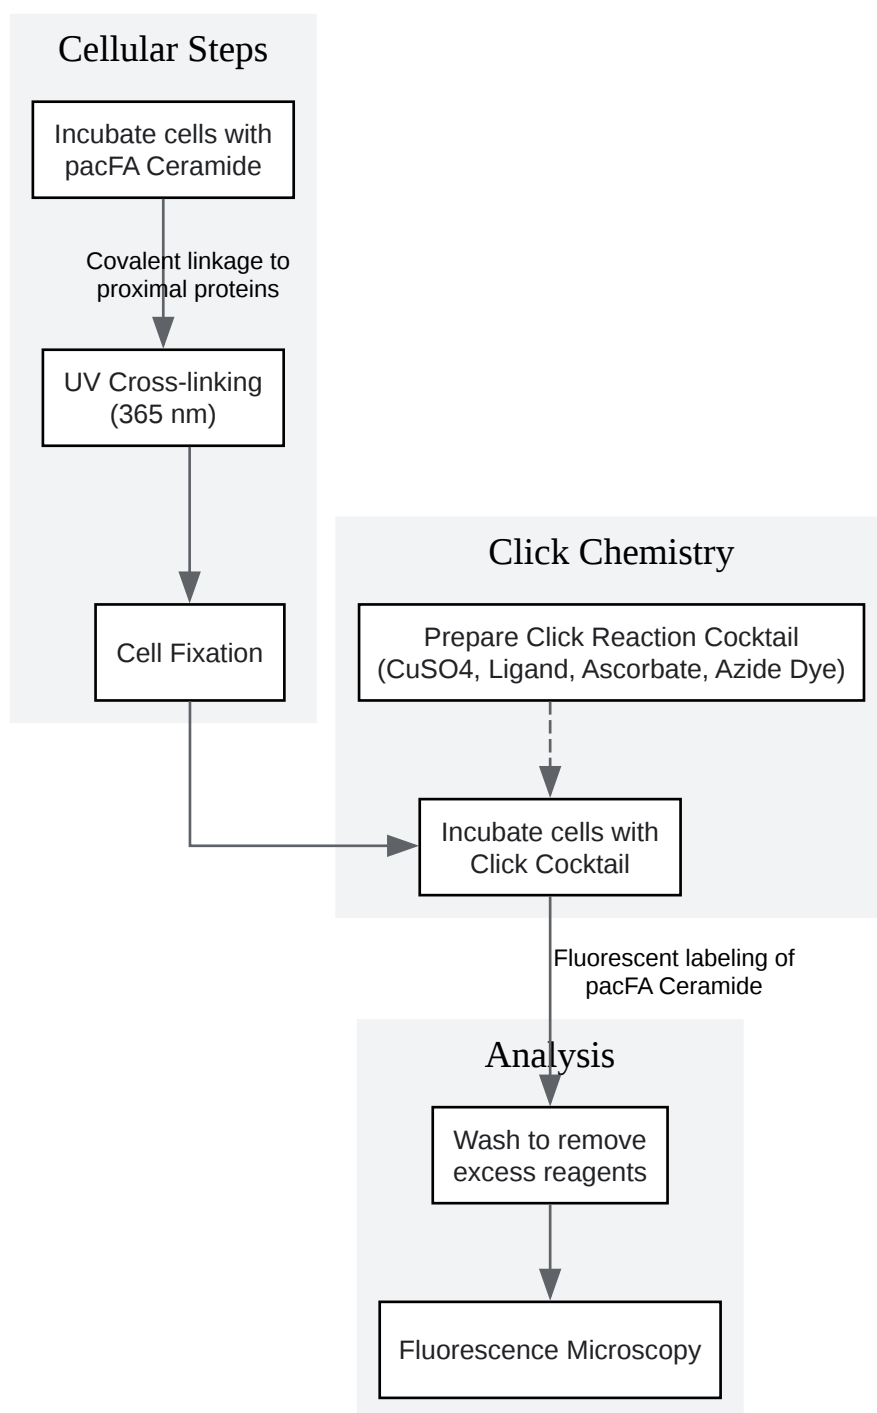 Cellular Steps
Incubate cells with
pacFA Ceramide
Covalent linkage to
proximal proteins
UV Cross-linking
(365 nm)
Cell Fixation
Click Chemistry
Prepare Click Reaction Cocktail
(CuSO4, Ligand, Ascorbate, Azide Dye)
Incubate cells with
Click Cocktail
Fluorescent labeling of
pacFA Ceramide
Analysis
Wash to remove
excess reagents
Fluorescence Microscopy